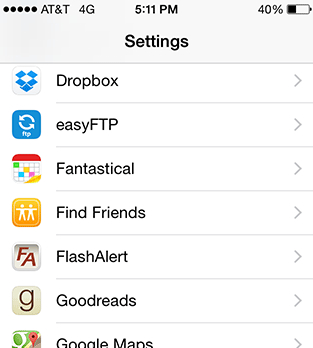 AT&T 4G 5:11 PM 40%
Settings
Dropbox
easyFTP
ftp
Fantastical
Find Friends
FA
FlashAlert
g
Goodreads
Google Maps